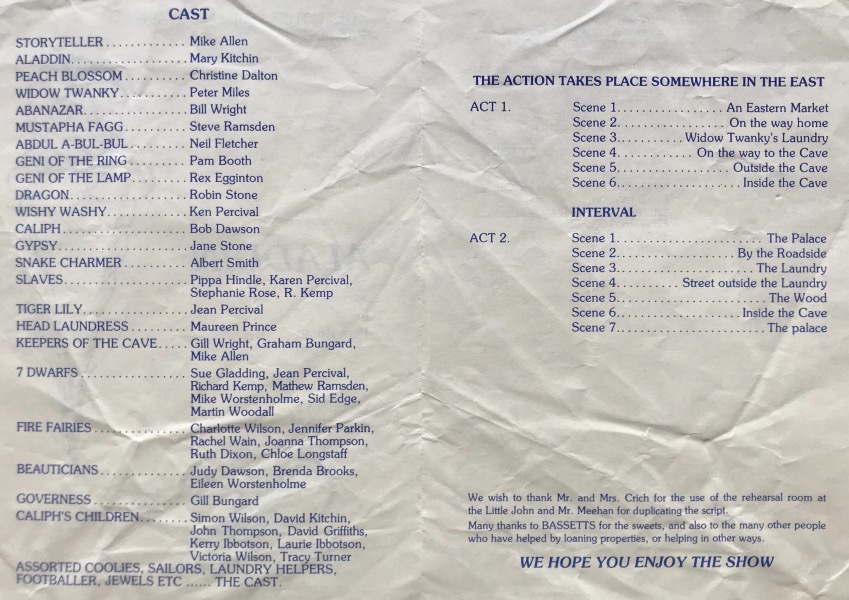 CAST
STORYTELLER............ Mike Allen
ALADDIN.................. Mary Kitchin
PEACH BLOSSOM.......... Christine Dalton
WIDOW TWANKY.......... Peter Miles
ABANAZAR................ Bill Wright
MUSTAPHA FAGG.......... Steve Ramsden
ABDUL A-BUL-BUL......... Neil Fletcher
GENI OF THE RING........ Pam Booth
GENI OF THE LAMP........ Rex Egginton
DRAGON.................. Robin Stone
WISHY WASHY............. Ken Percival
CALIPH................... Bob Dawson
GYPSY.................... Jane Stone
SNAKE CHARMER.......... Albert Smith
SLAVES................... Pippa Hindle, Karen Percival,
Stephanie Rose, R. Kemp
TIGER LILY................ Jean Percival
HEAD LAUNDRESS......... Maureen Prince
KEEPERS OF THE CAVE..... Gill Wright, Graham Bungard,
Mike Allen
7 DWARFS................. Sue Gladding, Jean Percival,
Richard Kemp, Mathew Ramsden,
Mike Worstenholme, Sid Edge,
Martin Woodall
FIRE FAIRIES.............. Charlotte Wilson, Jennifer Parkin,
Rachel Wain, Joanna Thompson,
Ruth Dixon, Chloe Longstaff
BEAUTICIANS............. Judy Dawson, Brenda Brooks,
Eileen Worstenholme
GOVERNESS.............. Gill Bungard
CALIPH'S CHILDREN........ Simon Wilson, David Kitchin,
John Thompson, David Griffiths,
Kerry Ibbotson, Laurie Ibbotson,
Victoria Wilson, Tracy Turner
ASSORTED COOLIES, SAILORS, LAUNDRY HELPERS,
FOOTBALLER, JEWELS ETC ...... THE CAST.
THE ACTION TAKES PLACE SOMEWHERE IN THE EAST
ACT 1. Scene 1.................. An Eastern Market
Scene 2.................. On the way home
Scene 3......... Widow Twanky's Laundry
Scene 4........... On the way to the Cave
Scene 5.................. Outside the Cave
Scene 6.................... Inside the Cave
INTERVAL
ACT 2. Scene 1...................... The Palace
Scene 2.................. By the Roadside
Scene 3..................... The Laundry
Scene 4......... Street outside the Laundry
Scene 5....................... The Wood
Scene 6.................... Inside the Cave
Scene 7...................... The palace
We wish to thank Mr. and Mrs. Crich for the use of the rehearsal room at
the Little John and Mr. Meehan for duplicating the script.
Many thanks to BASSETTS for the sweets, and also to the many other people
who have helped by loaning properties, or helping in other ways.
WE HOPE YOU ENJOY THE SHOW